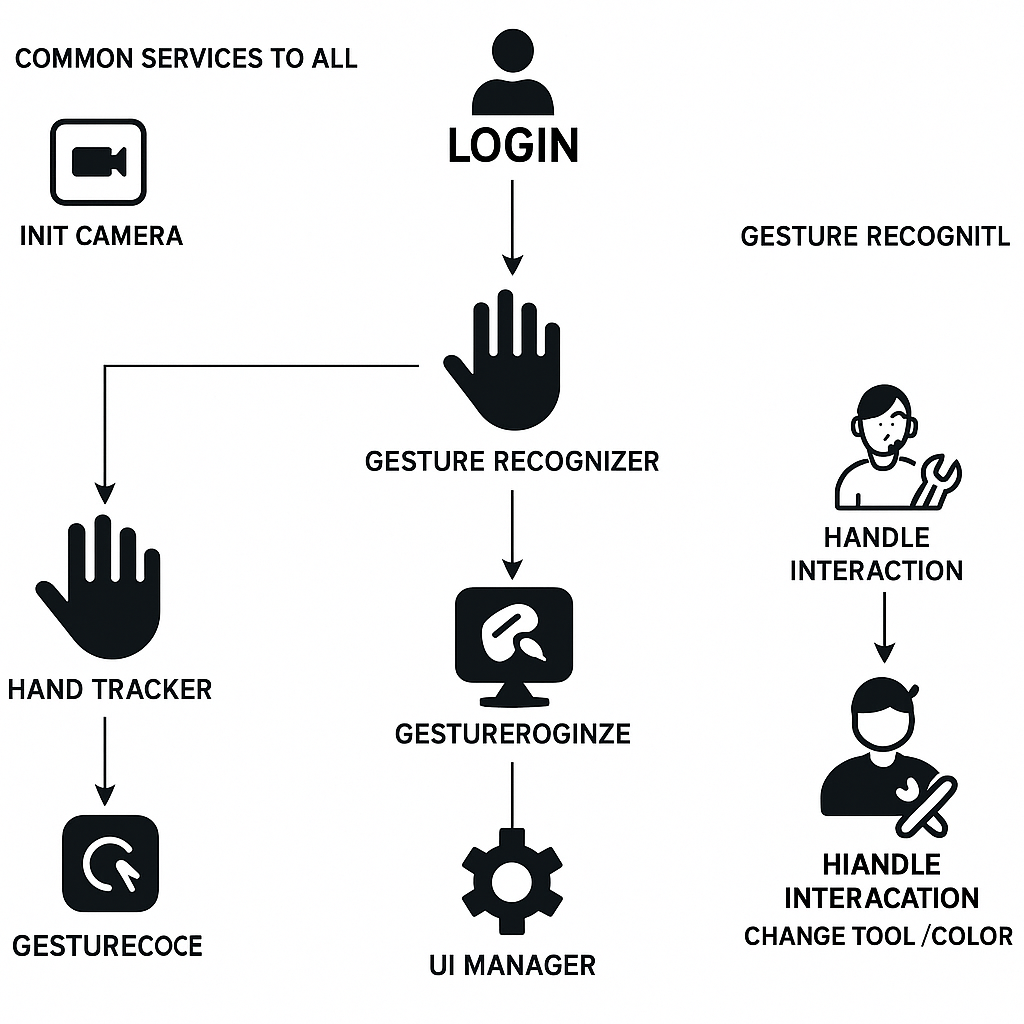 COMMON SERVICES TO ALL
LOGIN
INIT CAMERA
GESTURE RECOGNITL
GESTURE RECOGNIZER
HANDLE
INTERACTION
HAND TRACKER
GESTUREROGINZE
HIANDLE
INTERACATION
CHANGE TOOL /COLOR
GESTURECOCE
UI MANAGER